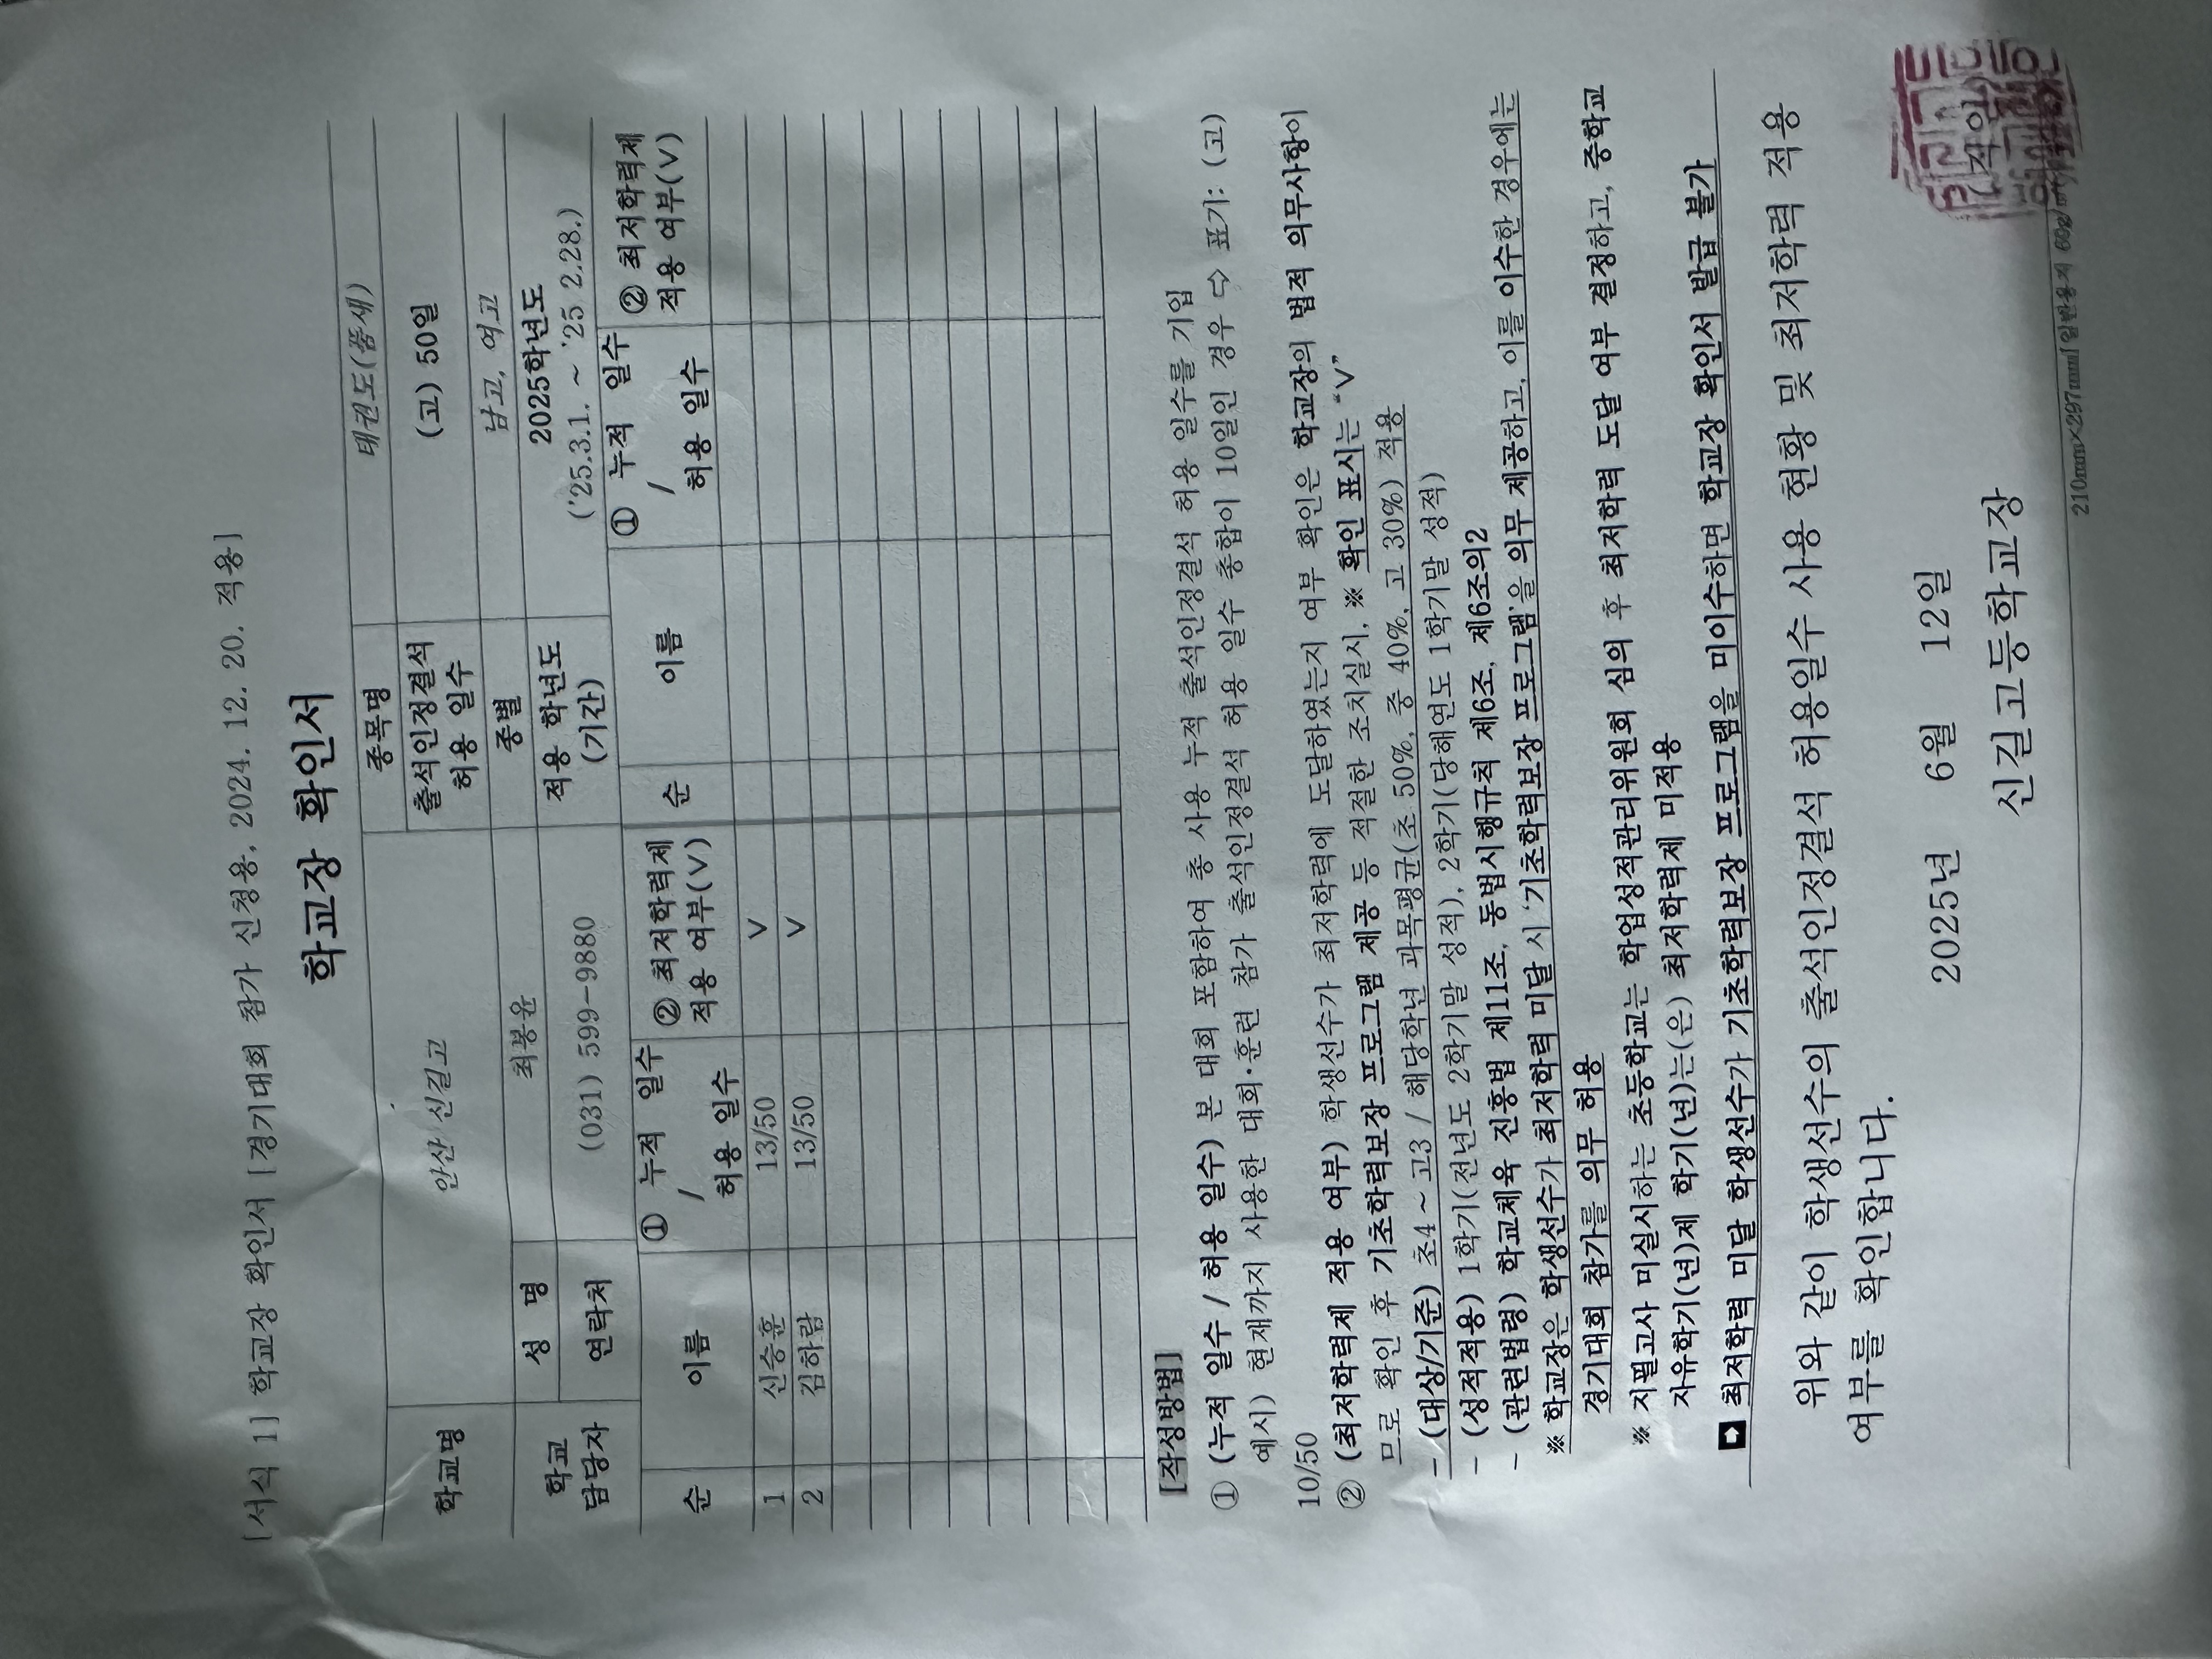 [서식 1] 학교장 확인서 [경기대회 참가 신청용, 2024. 12. 20. 적용]
학교장 확인서
학교명 안산 신길고 종목명 태권도(품새)
출석인정결석 허용 일수 (고) 50일
학교 담당자 성 명 최봉윤 종별 남고, 여고
연락처 (031) 599-9880 적용 학년도 (기간) 2025학년도 ('25.3.1. ~ '25 2.28.)
순 이름 ① 누적 일수 / 허용 일수 ② 최저학력제 적용 여부(V) 순 이름 ① 누적 일수 / 허용 일수 ② 최저학력제 적용 여부(V)
1 신승훈 13/50 V
2 김하람 13/50 V
[작성방법]
① (누적 일수 / 허용 일수) 본 대회 포함하여 총 사용 누적 출석인정결석 허용 일수를 기입
예시) 현재까지 사용한 대회·훈련 참가 출석인정결석 허용 일수 총합이 10일인 경우 ⇨ 표기: (고)
10/50
② (최저학력제 적용 여부) 학생선수가 최저학력에 도달하였는지 여부 확인은 학교장의 법적 의무사항이
므로 확인 후 기초학력보장 프로그램 제공 등 적절한 조치실시, ※ 확인 표시는 "V"
- (대상/기준) 초4 ~ 고3 / 해당학년 과목평균(초 50%, 중 40%, 고 30%) 적용
- (성적적용) 1학기(전년도 2학기말 성적), 2학기(당해연도 1학기말 성적)
- (관련법령) 학교체육 진흥법 제11조, 동법시행규칙 제6조, 제6조의2
※ 학교장은 학생선수가 최저학력 미달 시 '기초학력보장 프로그램'을 의무 제공하고, 이를 이수한 경우에는
경기대회 참가를 의무 허용
※ 지필고사 미실시하는 초등학교는 학업성적관리위원회 심의 후 최저학력 도달 여부 결정하고, 중학교
자유학기(년)제 학기(년)는(은) 최저학력제 미적용
➡ 최저학력 미달 학생선수가 기초학력보장 프로그램을 미이수하면 학교장 확인서 발급 불가
위와 같이 학생선수의 출석인정결석 허용일수 사용 현황 및 최저학력 적용
여부를 확인합니다.
2025년 6월 12일
신길고등학교장 (직인)
210mm×297mm[일반용지 60g/㎡